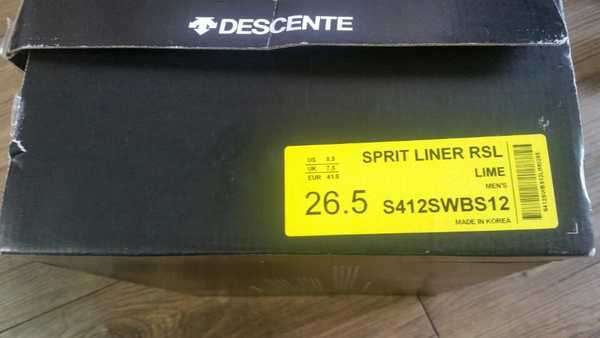 DESCENTE
US 8.5
UK 7.5
EUR 41.5
26.5
SPRIT LINER RSL
LIME
MEN'S
S412SWBS12
MADE IN KOREA